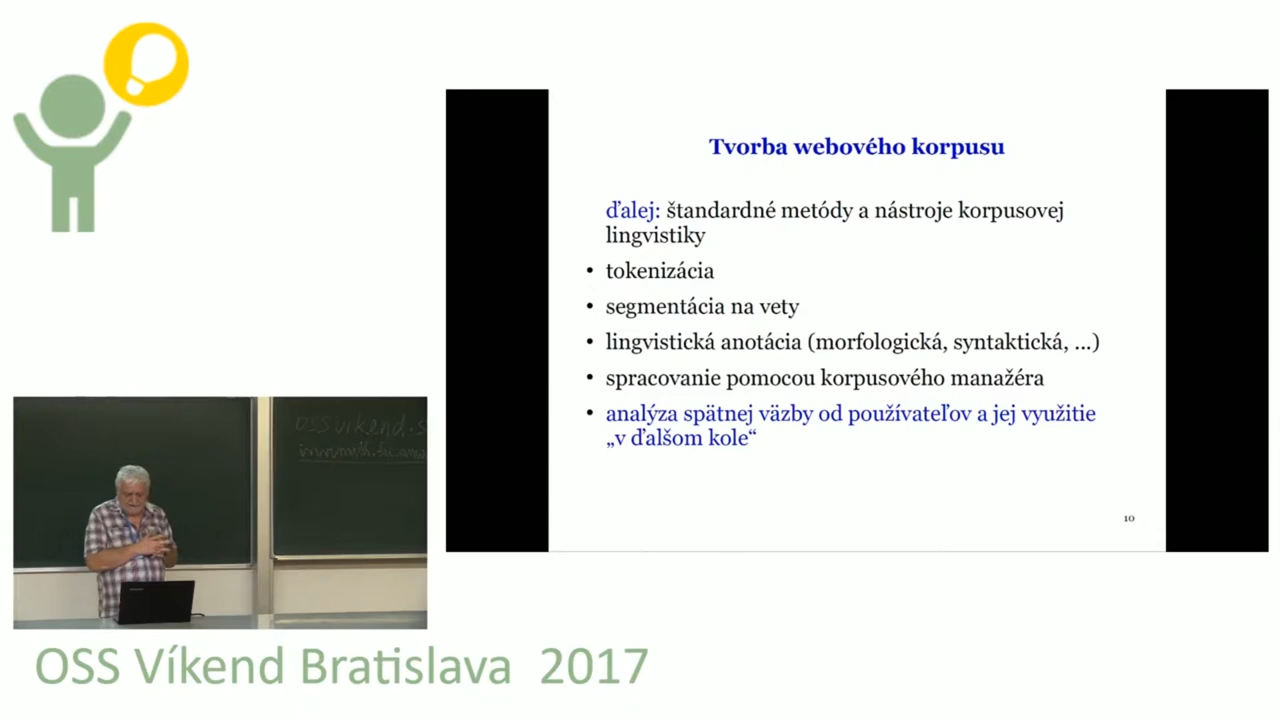 Tvorba webového korpusu
ďalej: štandardné metódy a nástroje korpusovej
lingvistiky
• tokenizácia
• segmentácia na vety
• lingvistická anotácia (morfologická, syntaktická, ...)
• spracovanie pomocou korpusového manažéra
• analýza spätnej väzby od používateľov a jej využitie
„v ďalšom kole“
10
ossvikend.s
OSS Víkend Bratislava 2017